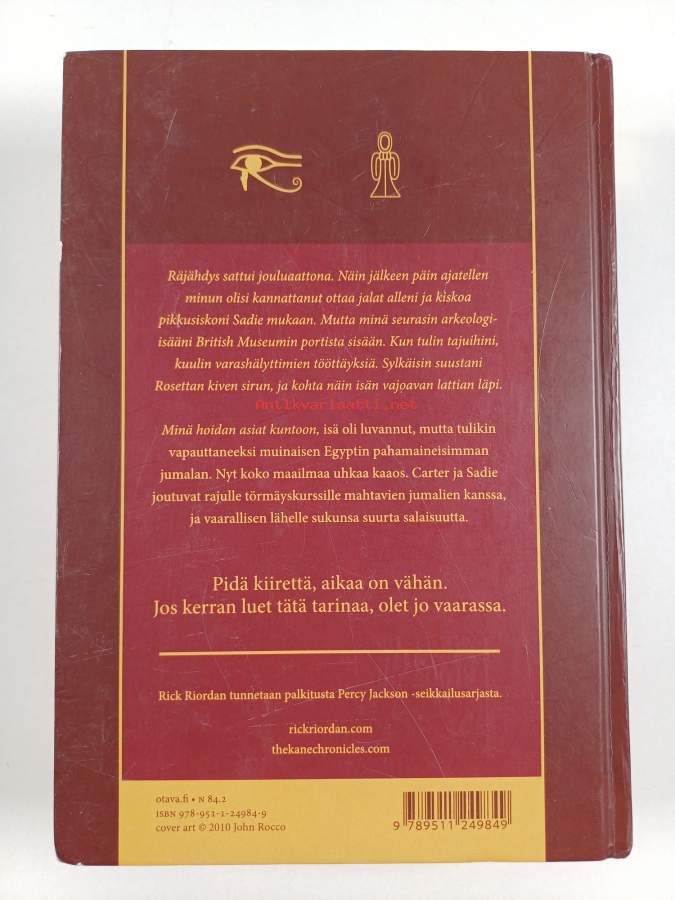 Räjähdys sattui jouluaattona. Näin jälkeen päin ajatellen
minun olisi kannattanut ottaa jalat alleni ja kiskoa
pikkusiskoni Sadie mukaan. Mutta minä seurasin arkeologi-
isääni British Museumin portista sisään. Kun tulin tajuihini,
kuulin varashälyttimien tööttäyksiä. Sylkäisin suustani
Rosettan kiven sirun, ja kohta näin isän vajoavan lattian läpi.
Antikvariaatti.net
Minä hoidan asiat kuntoon, isä oli luvannut, mutta tulikin
vapauttaneeksi muinaisen Egyptin pahamaineisimman
jumalan. Nyt koko maailmaa uhkaa kaaos. Carter ja Sadie
joutuvat rajulle törmäyskurssille mahtavien jumalien kanssa,
ja vaarallisen lähelle sukunsa suurta salaisuutta.
Pidä kiirettä, aikaa on vähän.
Jos kerran luet tätä tarinaa, olet jo vaarassa.
Rick Riordan tunnetaan palkitusta Percy Jackson -seikkailusarjasta.
rickriordan.com
thekanechronicles.com
otava.fi • N 84.2
ISBN 978-951-1-24984-9
cover art © 2010 John Rocco
9 789511 249849